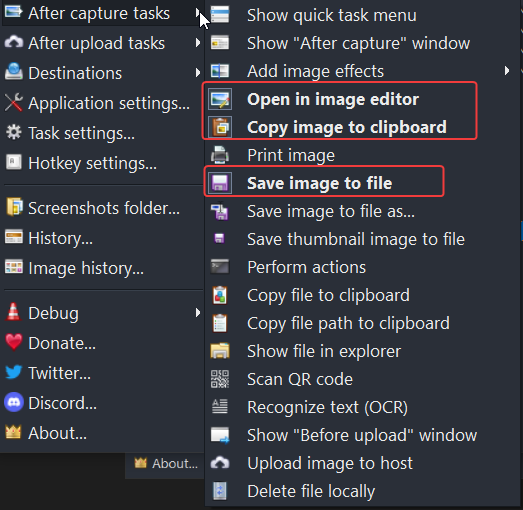 After capture tasks
After upload tasks
Destinations
Application settings...
Task settings...
Hotkey settings...
Screenshots folder...
History...
Image history...
Debug
Donate...
Twitter...
Discord...
About...
About...
Show quick task menu
Show "After capture" window
Add image effects
Open in image editor
Copy image to clipboard
Print image
Save image to file
Save image to file as...
Save thumbnail image to file
Perform actions
Copy file to clipboard
Copy file path to clipboard
Show file in explorer
Scan QR code
Recognize text (OCR)
Show "Before upload" window
Upload image to host
Delete file locally